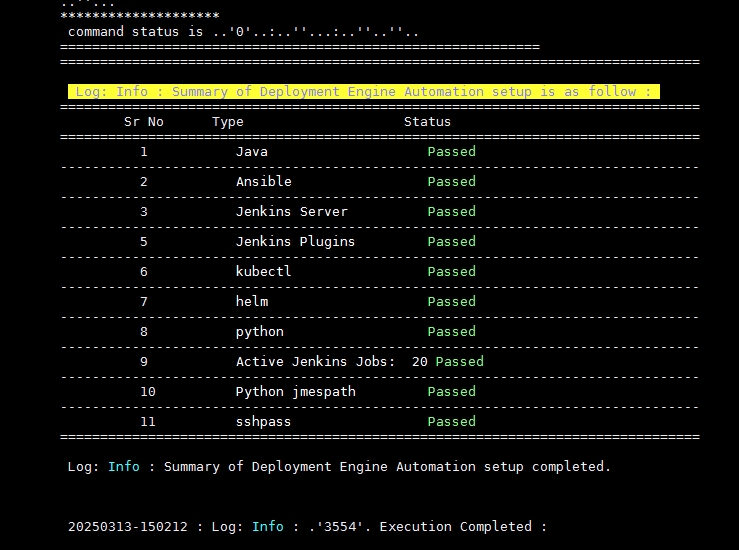 ..''...
********************
command status is ..'0'..:..''...:..''..''..
============================================================
================================================================================
Log: Info : Summary of Deployment Engine Automation setup is as follow :
================================================================================
Sr No Type Status
================================================================================
1 Java Passed
--------------------------------------------------------------------------------
2 Ansible Passed
--------------------------------------------------------------------------------
3 Jenkins Server Passed
--------------------------------------------------------------------------------
5 Jenkins Plugins Passed
--------------------------------------------------------------------------------
6 kubectl Passed
--------------------------------------------------------------------------------
7 helm Passed
--------------------------------------------------------------------------------
8 python Passed
--------------------------------------------------------------------------------
9 Active Jenkins Jobs: 20 Passed
--------------------------------------------------------------------------------
10 Python jmespath Passed
--------------------------------------------------------------------------------
11 sshpass Passed
================================================================================
Log: Info : Summary of Deployment Engine Automation setup completed.
20250313-150212 : Log: Info : .'3554'. Execution Completed :